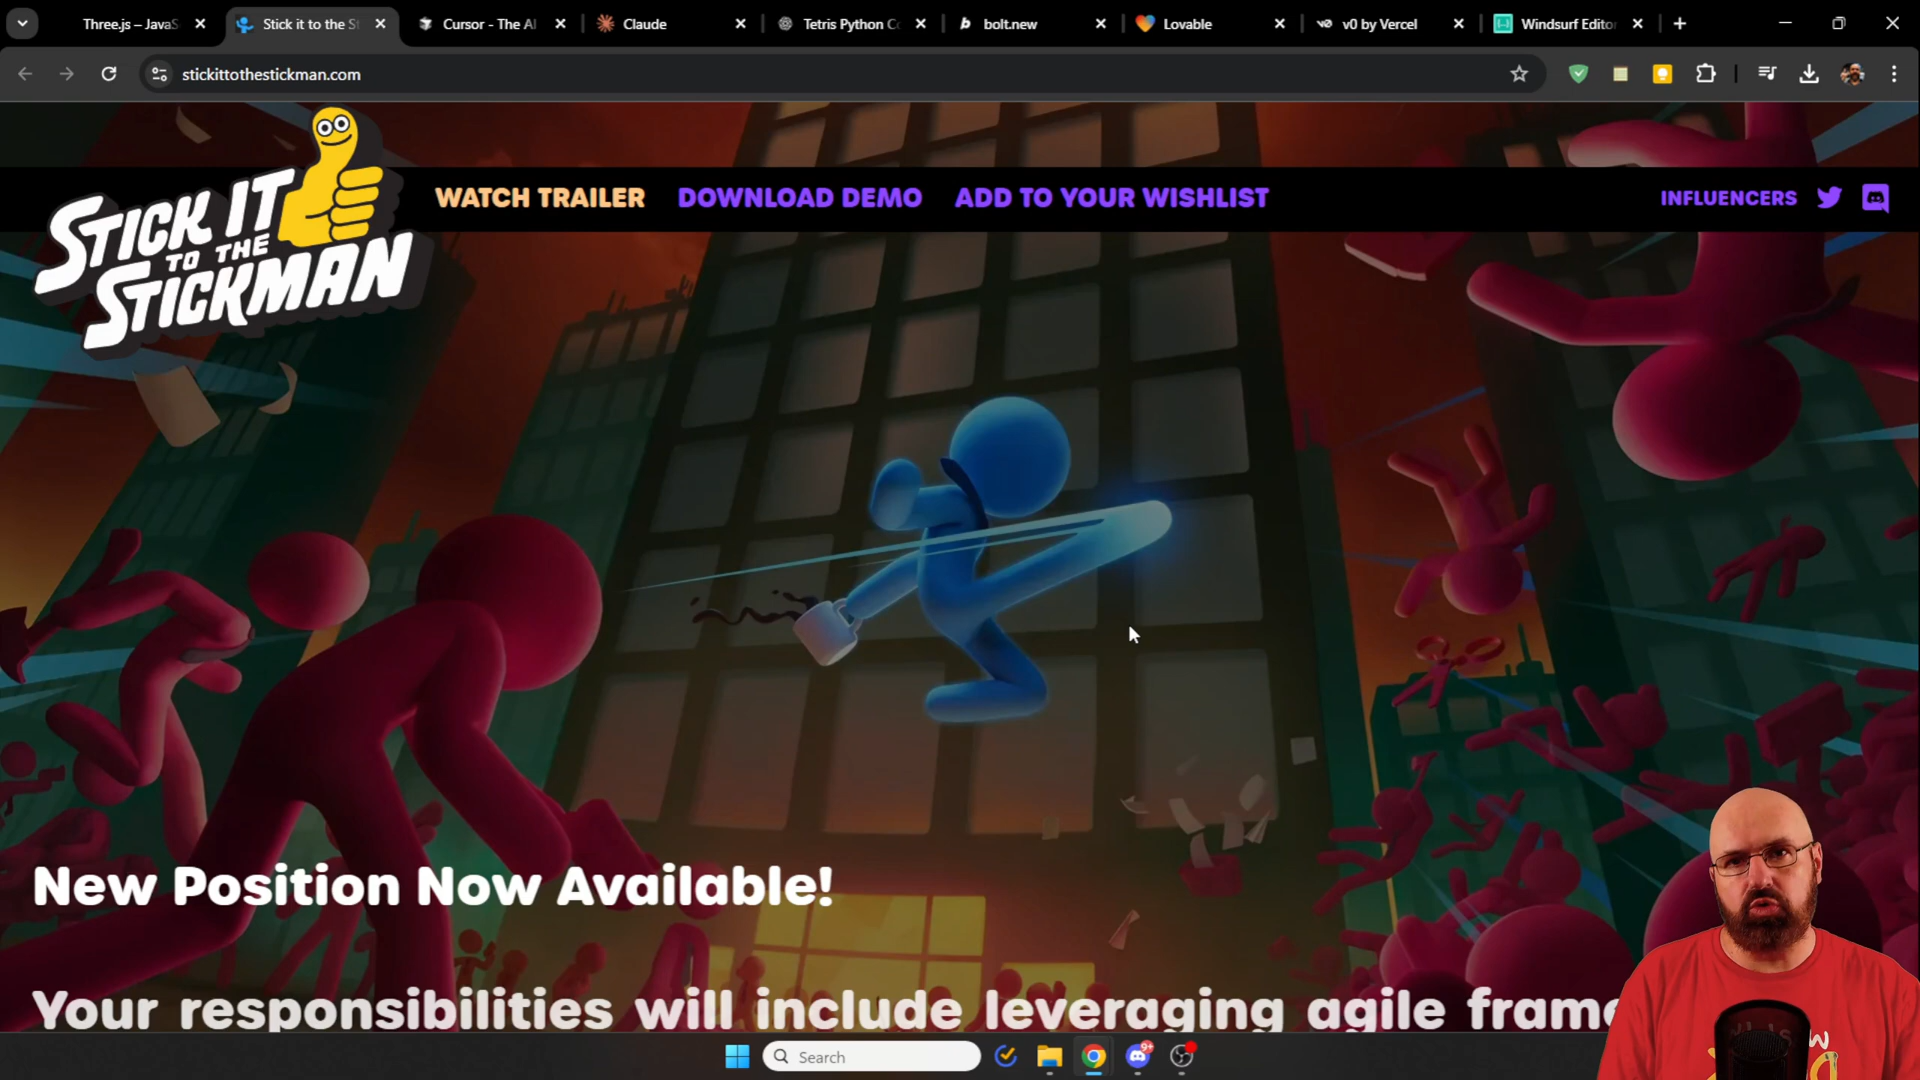 Three.js – JavaS
Stick it to the S
Cursor - The AI
Claude
Tetris Python C
bolt.new
Lovable
v0 by Vercel
Windsurf Editor
stickittothestickman.com
STICK IT
TO THE
STICKMAN
WATCH TRAILER
DOWNLOAD DEMO
ADD TO YOUR WISHLIST
INFLUENCERS
New Position Now Available!
Your responsibilities will include leveraging agile frame
Search
9+